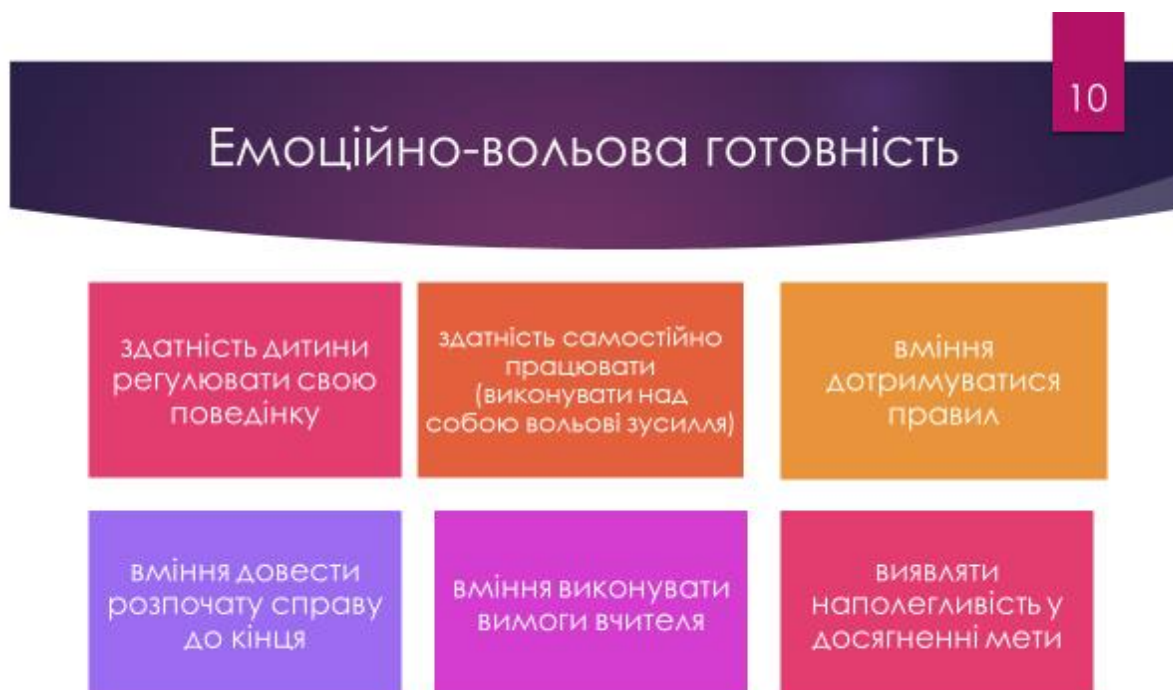 10
Емоційно-вольова готовність
здатність дитини
регулювати свою
поведінку
здатність самостійно
працювати
(виконувати над
собою вольові зусилля)
вміння
дотримуватися
правил
вміння довести
розпочату справу
до кінця
вміння виконувати
вимоги вчителя
виявляти
наполегливість у
досягненні мети